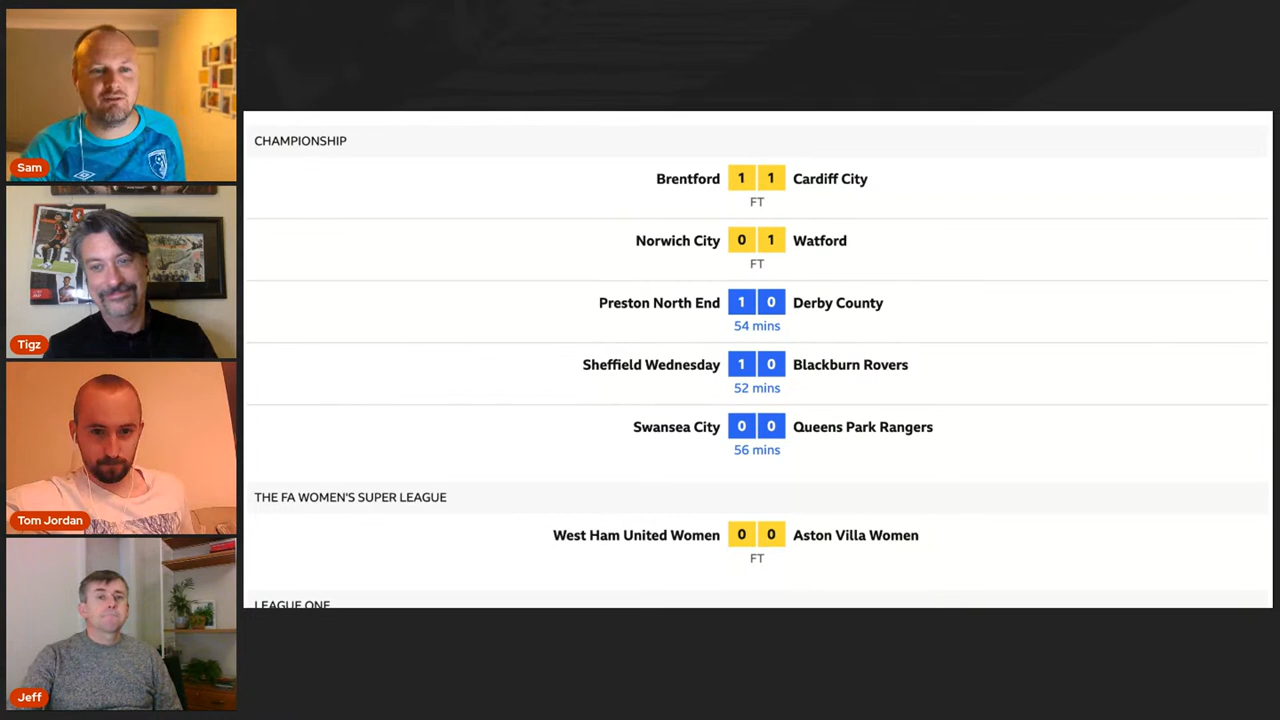 Sam
Tigz
Tom Jordan
Jeff
CHAMPIONSHIP
Brentford 1 1 Cardiff City
FT
Norwich City 0 1 Watford
FT
Preston North End 1 0 Derby County
54 mins
Sheffield Wednesday 1 0 Blackburn Rovers
52 mins
Swansea City 0 0 Queens Park Rangers
56 mins
THE FA WOMEN'S SUPER LEAGUE
West Ham United Women 0 0 Aston Villa Women
FT
LEAGUE ONE